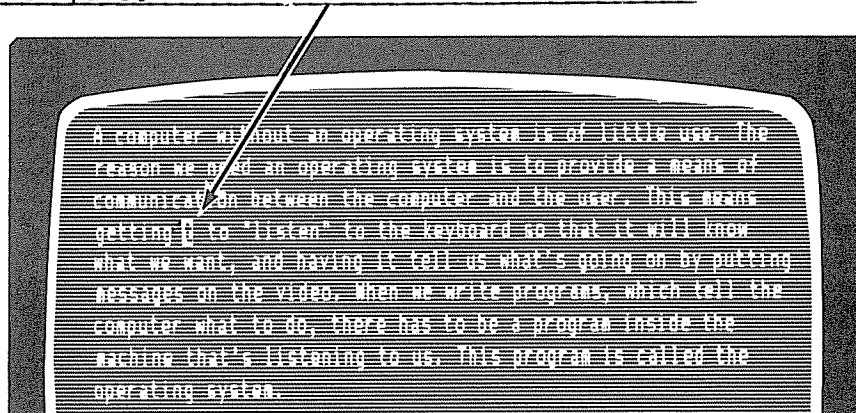 A computer without an operating system is of little use. The
reason we need an operating system is to provide a means of
communication between the computer and the user. This means
getting to "listen" to the keyboard so that it will know
what we want, and having it tell us what's going on by putting
messages on the video. When we write programs, which tell the
computer what to do, there has to be a program inside the
machine that's listening to us. This program is called the
operating system.